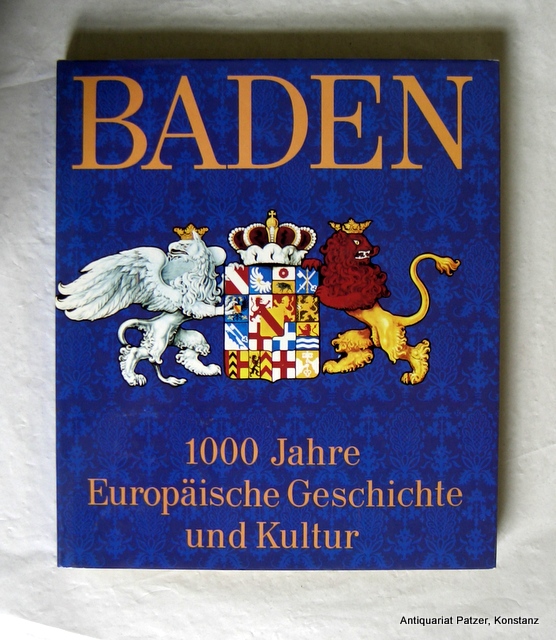 BADEN
1000 Jahre
Europäische Geschichte
und Kultur
Antiquariat Patzer, Konstanz